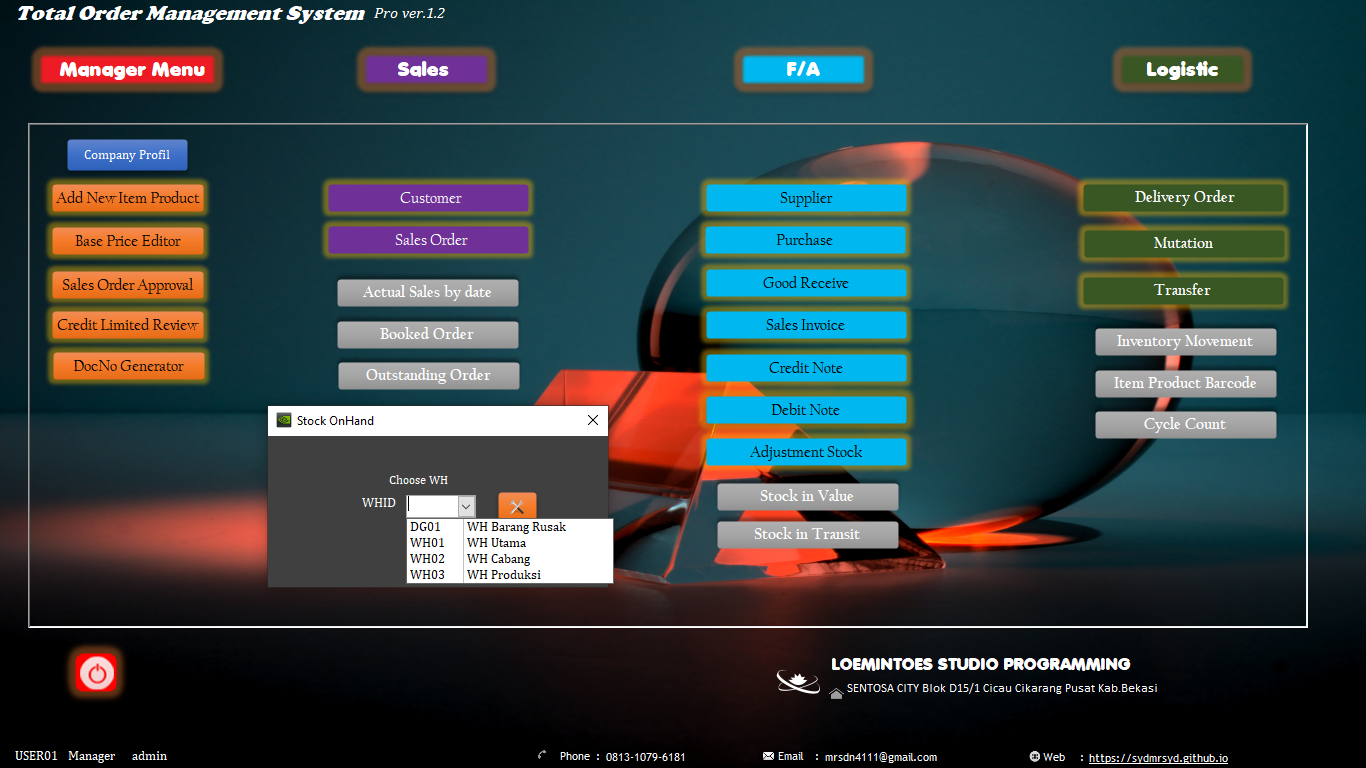 Total Order Management System Pro ver.1.2
Manager Menu
Sales
F/A
Logistic
Company Profil
Add New Item Product
Base Price Editor
Sales Order Approval
Credit Limited Review
DocNo Generator
Customer
Sales Order
Actual Sales by date
Booked Order
Outstanding Order
Supplier
Purchase
Good Receive
Sales Invoice
Credit Note
Debit Note
Adjustment Stock
Stock in Value
Stock in Transit
Delivery Order
Mutation
Transfer
Inventory Movement
Item Product Barcode
Cycle Count
Stock OnHand
Choose WH
WHID
DG01 WH Barang Rusak
WH01 WH Utama
WH02 WH Cabang
WH03 WH Produksi
LOEMINTOES STUDIO PROGRAMMING
SENTOSA CITY Blok D15/1 Cicau Cikarang Pusat Kab.Bekasi
USER01 Manager admin
Phone : 0813-1079-6181
Email : mrsdn4111@gmail.com
Web : https://sydmrsyd.github.io